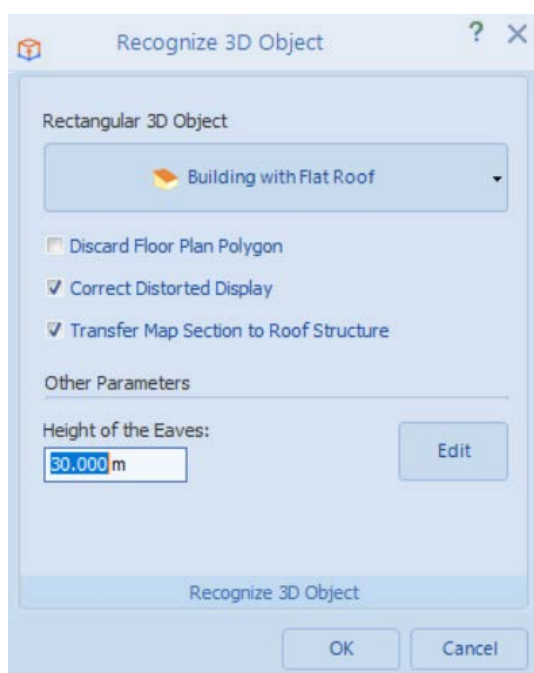 Recognize 3D Object ?
Rectangular 3D Object
Building with Flat Roof
Discard Floor Plan Polygon
Correct Distorted Display
Transfer Map Section to Roof Structure
Other Parameters
Height of the Eaves:
30.000 m
Edit
Recognize 3D Object
OK Cancel